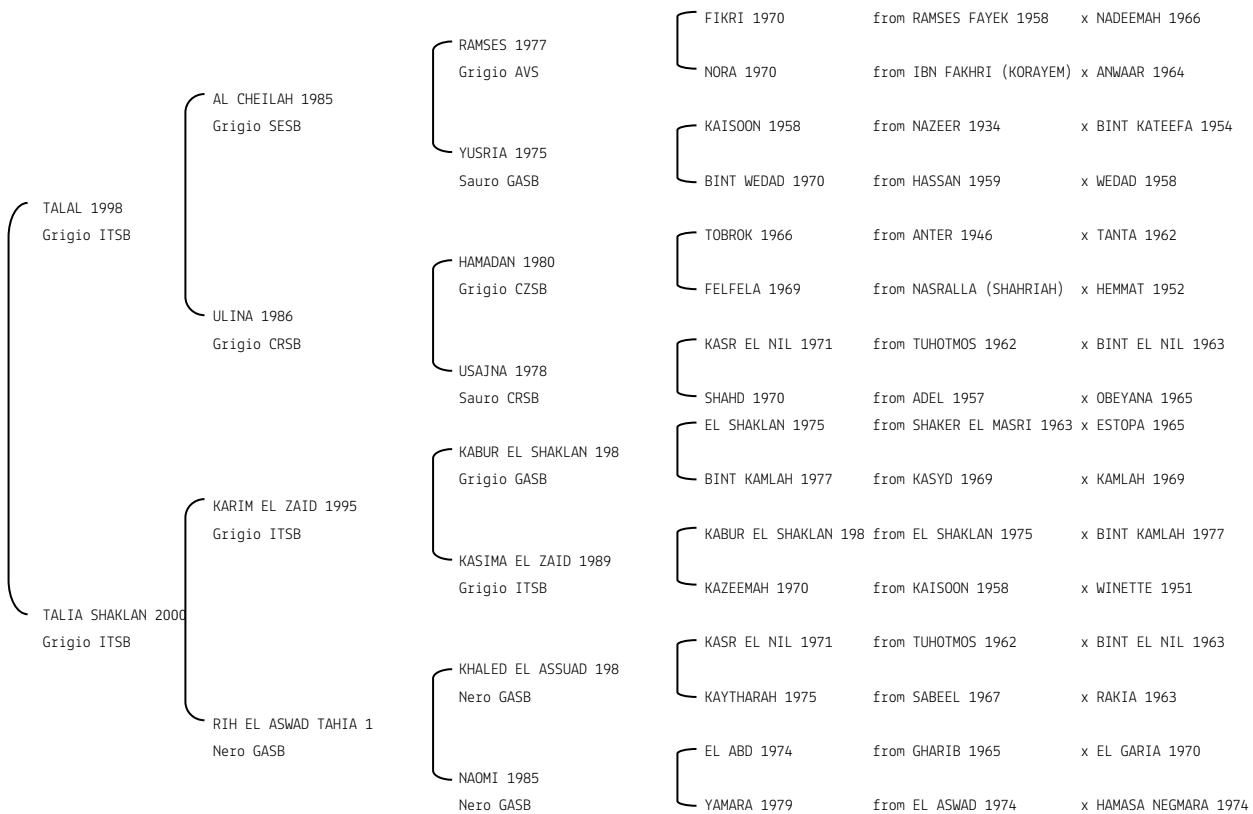 FIKRI 1970 from RAMSES FAYEK 1958 x NADEEMAH 1966
RAMSES 1977
Grigio AVS NORA 1970 from IBN FAKHRI (KORAYEM) x ANWAAR 1964
AL CHEILAH 1985
Grigio SESB KAISOON 1958 from NAZEER 1934 x BINT KATEEFA 1954
YUSRIA 1975
Sauro GASB BINT WEDAD 1970 from HASSAN 1959 x WEDAD 1958
TALAL 1998
Grigio ITSB TOBROK 1966 from ANTER 1946 x TANTA 1962
HAMADAN 1980
Grigio CZSB FELFELA 1969 from NASRALLA (SHAHRIAH) x HEMMAT 1952
ULINA 1986
Grigio CRSB KASR EL NIL 1971 from TUHOTMOS 1962 x BINT EL NIL 1963
USAJNA 1978
Sauro CRSB SHAHD 1970 from ADEL 1957 x OBEYANA 1965
EL SHAKLAN 1975 from SHAKER EL MASRI 1963 x ESTOPA 1965
KABUR EL SHAKLAN 198
Grigio GASB BINT KAMLAH 1977 from KASYD 1969 x KAMLAH 1969
KARIM EL ZAID 1995
Grigio ITSB KABUR EL SHAKLAN 198 from EL SHAKLAN 1975 x BINT KAMLAH 1977
KASIMA EL ZAID 1989
Grigio ITSB KAZEEMAH 1970 from KAISOON 1958 x WINETTE 1951
TALIA SHAKLAN 2000
Grigio ITSB KASR EL NIL 1971 from TUHOTMOS 1962 x BINT EL NIL 1963
KHALED EL ASSUAD 198
Nero GASB KAYTHARAH 1975 from SABEEL 1967 x RAKIA 1963
RIH EL ASWAD TAHIA 1
Nero GASB EL ABD 1974 from GHARIB 1965 x EL GARIA 1970
NAOMI 1985
Nero GASB YAMARA 1979 from EL ASWAD 1974 x HAMASA NEGMARA 1974